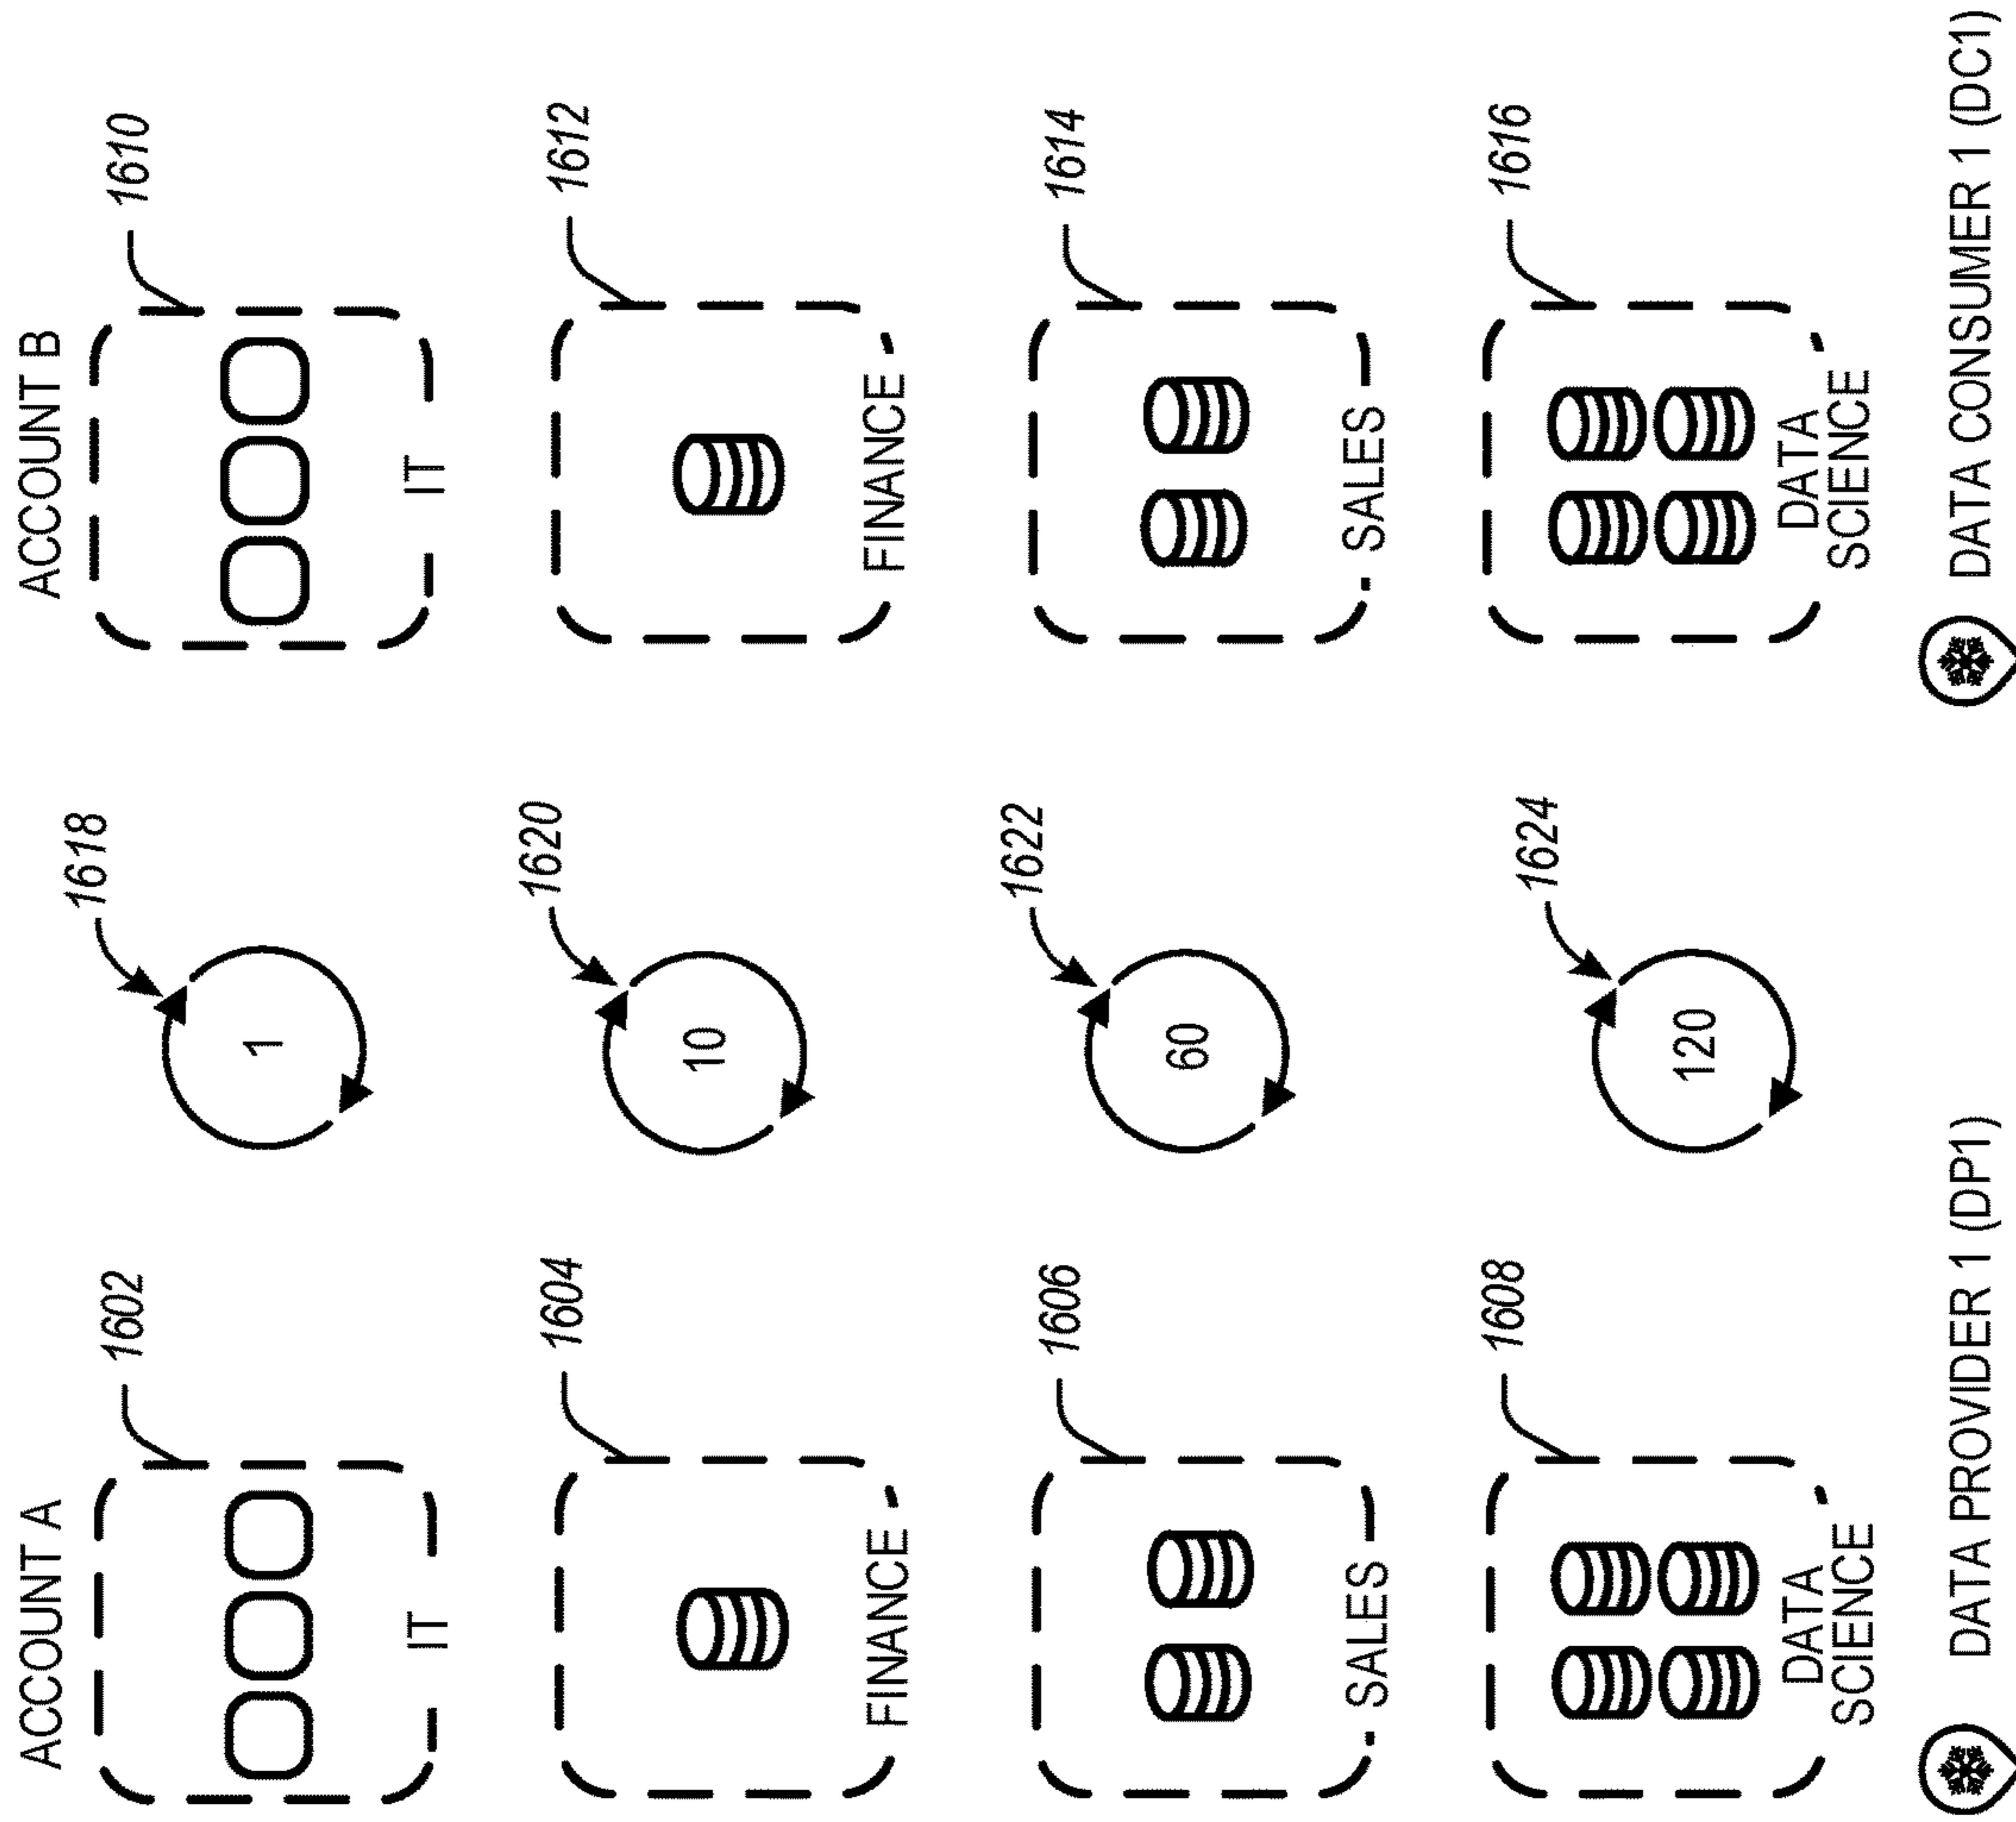 ACCOUNT A
ACCOUNT B
1602
1618
1610
1
IT
IT
1604
1620
1612
10
FINANCE
FINANCE
1606
1622
1614
60
SALES
SALES
1608
1624
1616
120
DATA
SCIENCE
DATA
SCIENCE
DATA PROVIDER 1 (DP1)
DATA CONSUMER 1 (DC1)